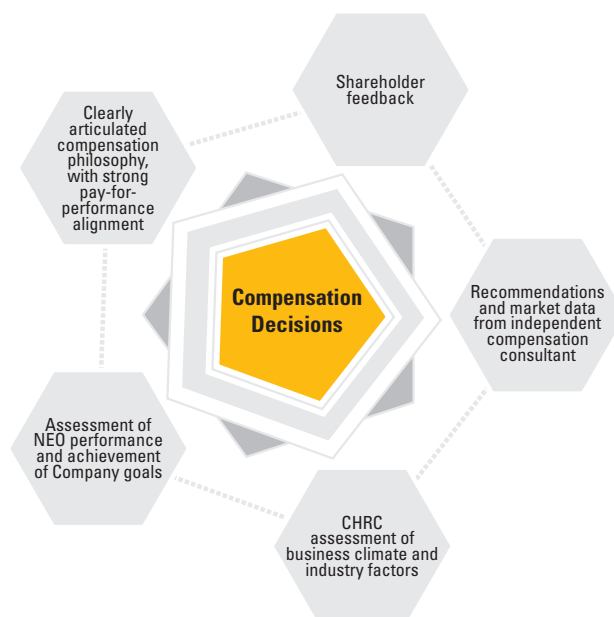 Shareholder
feedback
Clearly
articulated
compensation
philosophy,
with strong
pay-for-
performance
alignment
Compensation
Decisions
Recommendations
and market data
from independent
compensation
consultant
Assessment of
NEO performance
and achievement
of Company goals
CHRC
assessment of
business climate and
industry factors